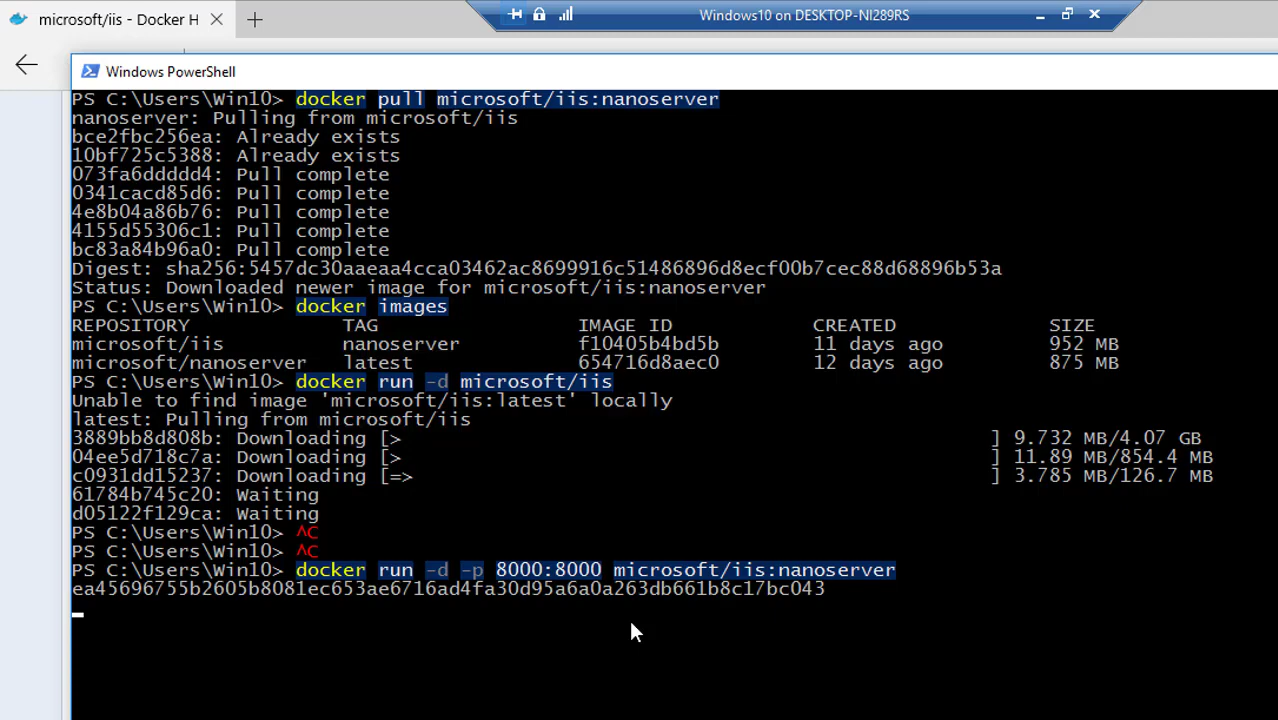 microsoft/iis - Docker H
Windows10 on DESKTOP-NI289RS
Windows PowerShell
PS C:\Users\Win10> docker pull microsoft/iis:nanoserver
nanoserver: Pulling from microsoft/iis
bce2fbc256ea: Already exists
10bf725c5388: Already exists
073fa6ddddd4: Pull complete
0341cacd85d6: Pull complete
4e8b04a86b76: Pull complete
4155d55306c1: Pull complete
bc83a84b96a0: Pull complete
Digest: sha256:5457dc30aaeaa4cca03462ac8699916c51486896d8ecf00b7cec88d68896b53a
Status: Downloaded newer image for microsoft/iis:nanoserver
PS C:\Users\Win10> docker images
REPOSITORY TAG IMAGE ID CREATED SIZE
microsoft/iis nanoserver f10405b4bd5b 11 days ago 952 MB
microsoft/nanoserver latest 654716d8aec0 12 days ago 875 MB
PS C:\Users\Win10> docker run -d microsoft/iis
Unable to find image 'microsoft/iis:latest' locally
latest: Pulling from microsoft/iis
3889bb8d808b: Downloading [> ] 9.732 MB/4.07 GB
04ee5d718c7a: Downloading [> ] 11.89 MB/854.4 MB
c0931dd15237: Downloading [=> ] 3.785 MB/126.7 MB
61784b745c20: Waiting
d05122f129ca: Waiting
PS C:\Users\Win10> ^C
PS C:\Users\Win10> ^C
PS C:\Users\Win10> docker run -d -p 8000:8000 microsoft/iis:nanoserver
ea45696755b2605b8081ec653ae6716ad4fa30d95a6a0a263db661b8c17bc043